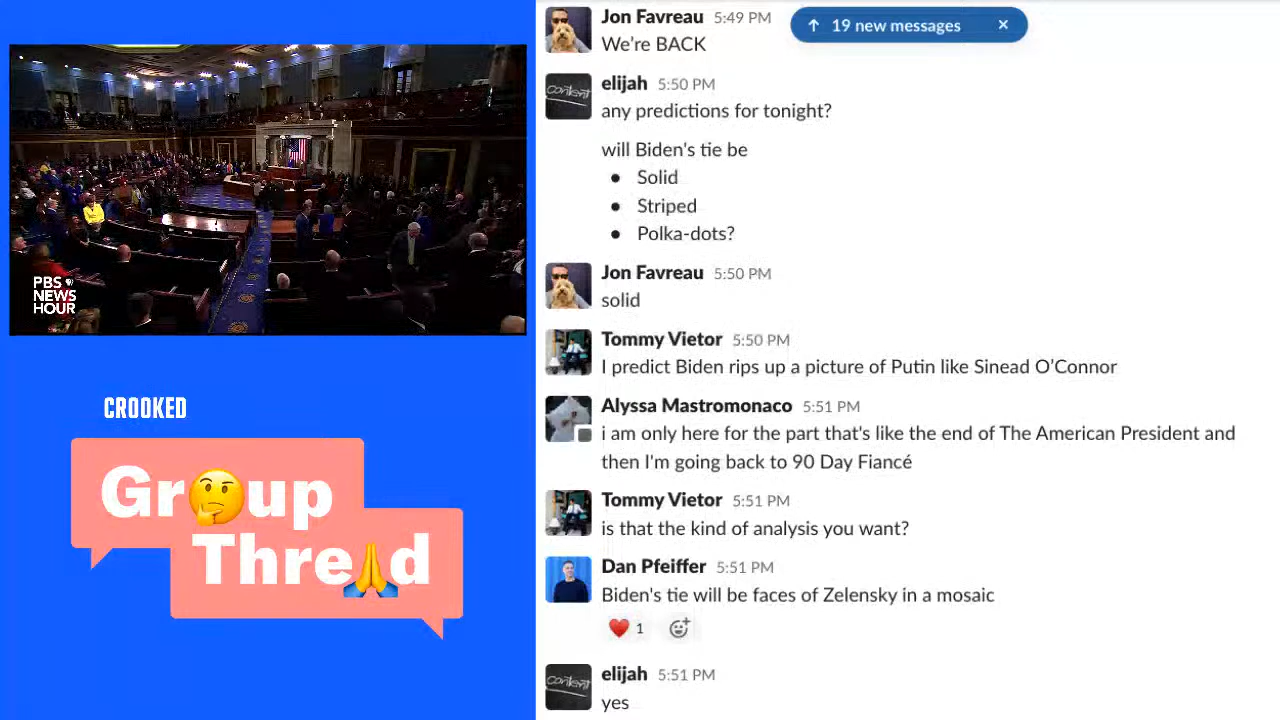 PBS
NEWS
HOUR
CROOKED
Gr🤔up
Thre🙏d
Jon Favreau 5:49 PM
↑ 19 new messages ×
We're BACK
elijah 5:50 PM
any predictions for tonight?
will Biden's tie be
• Solid
• Striped
• Polka-dots?
Jon Favreau 5:50 PM
solid
Tommy Vietor 5:50 PM
I predict Biden rips up a picture of Putin like Sinead O'Connor
Alyssa Mastromonaco 5:51 PM
i am only here for the part that's like the end of The American President and
then I'm going back to 90 Day Fiancé
Tommy Vietor 5:51 PM
is that the kind of analysis you want?
Dan Pfeiffer 5:51 PM
Biden's tie will be faces of Zelensky in a mosaic
❤️ 1
elijah 5:51 PM
yes
content
content